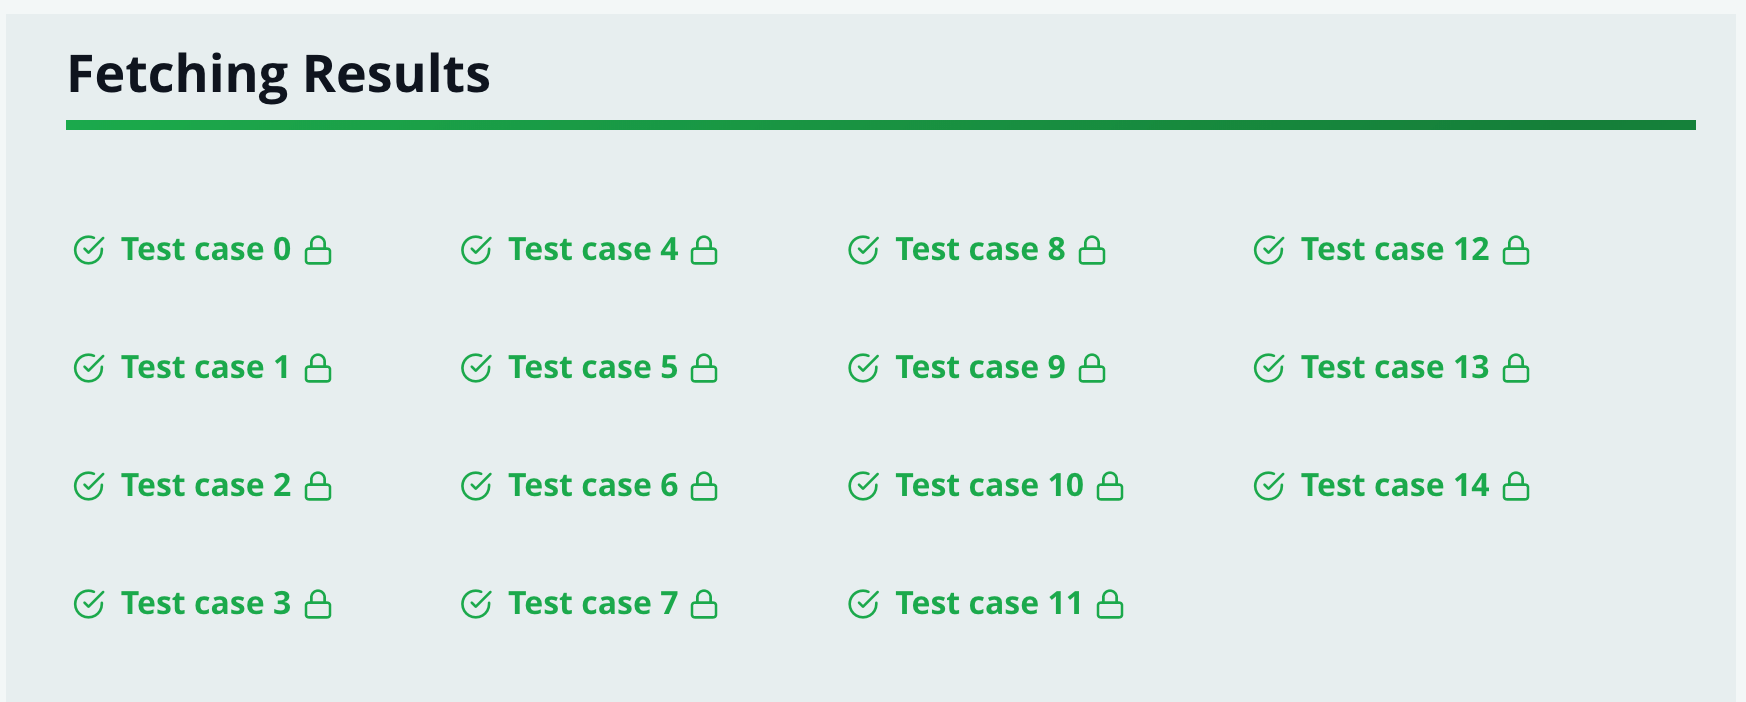 Fetching Results
Test case 0
Test case 4
Test case 8
Test case 12
Test case 1
Test case 5
Test case 9
Test case 13
Test case 2
Test case 6
Test case 10
Test case 14
Test case 3
Test case 7
Test case 11